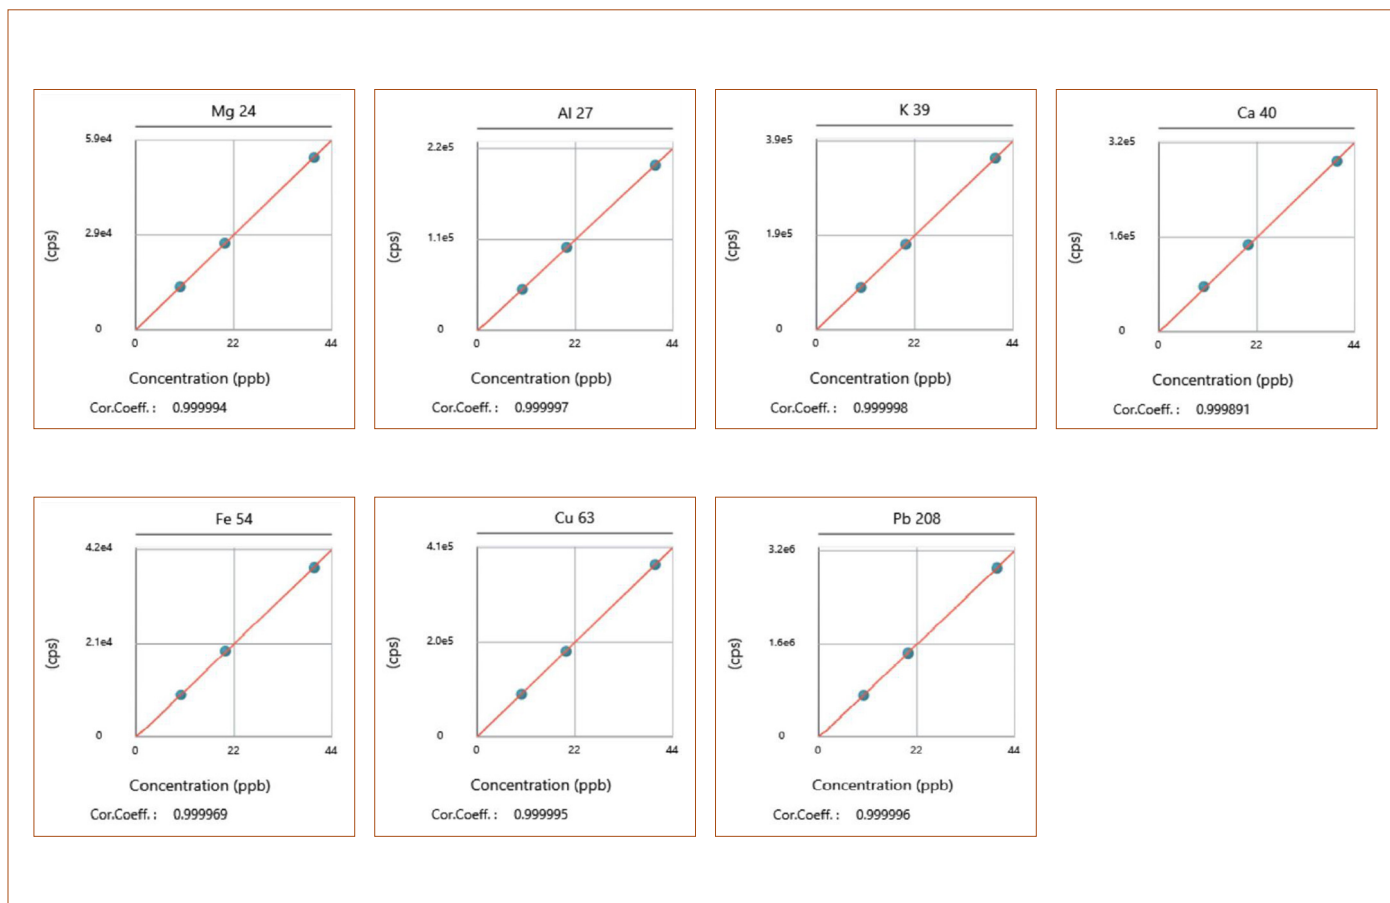 Mg 24
5.9e4
2.9e4
0
0 22 44
(cps)
Concentration (ppb)
Cor.Coeff. : 0.999994
Al 27
2.2e5
1.1e5
0
0 22 44
(cps)
Concentration (ppb)
Cor.Coeff. : 0.999997
K 39
3.9e5
1.9e5
0
0 22 44
(cps)
Concentration (ppb)
Cor.Coeff. : 0.999998
Ca 40
3.2e5
1.6e5
0
0 22 44
(cps)
Concentration (ppb)
Cor.Coeff. : 0.999891
Fe 54
4.2e4
2.1e4
0
0 22 44
(cps)
Concentration (ppb)
Cor.Coeff. : 0.999969
Cu 63
4.1e5
2.0e5
0
0 22 44
(cps)
Concentration (ppb)
Cor.Coeff. : 0.999995
Pb 208
3.2e6
1.6e6
0
0 22 44
(cps)
Concentration (ppb)
Cor.Coeff. : 0.999996